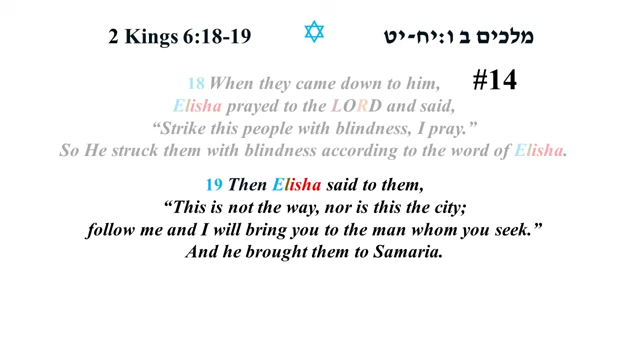 2 Kings 6:18-19 מלכים ב ו:יח-יט
#14
18 When they came down to him,
Elisha prayed to the LORD and said,
“Strike this people with blindness, I pray.”
So He struck them with blindness according to the word of Elisha.
19 Then Elisha said to them,
“This is not the way, nor is this the city;
follow me and I will bring you to the man whom you seek.”
And he brought them to Samaria.